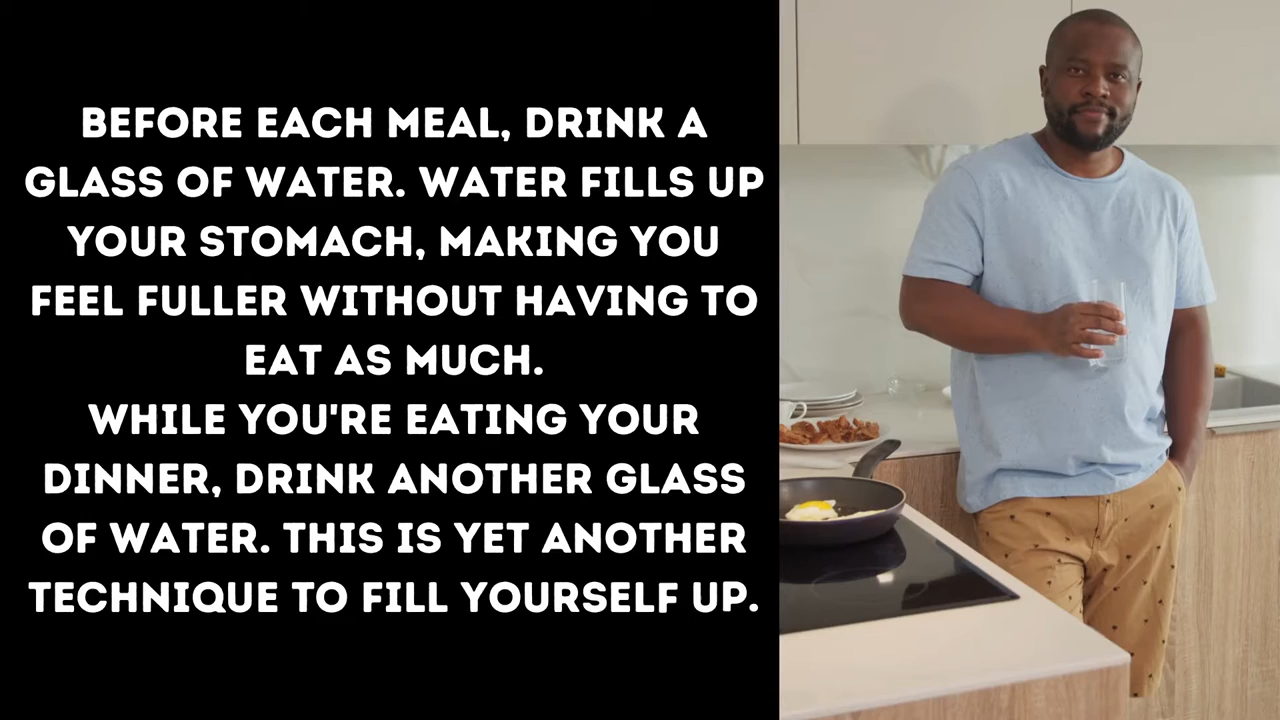 BEFORE EACH MEAL, DRINK A
GLASS OF WATER. WATER FILLS UP
YOUR STOMACH, MAKING YOU
FEEL FULLER WITHOUT HAVING TO
EAT AS MUCH.
WHILE YOU'RE EATING YOUR
DINNER, DRINK ANOTHER GLASS
OF WATER. THIS IS YET ANOTHER
TECHNIQUE TO FILL YOURSELF UP.